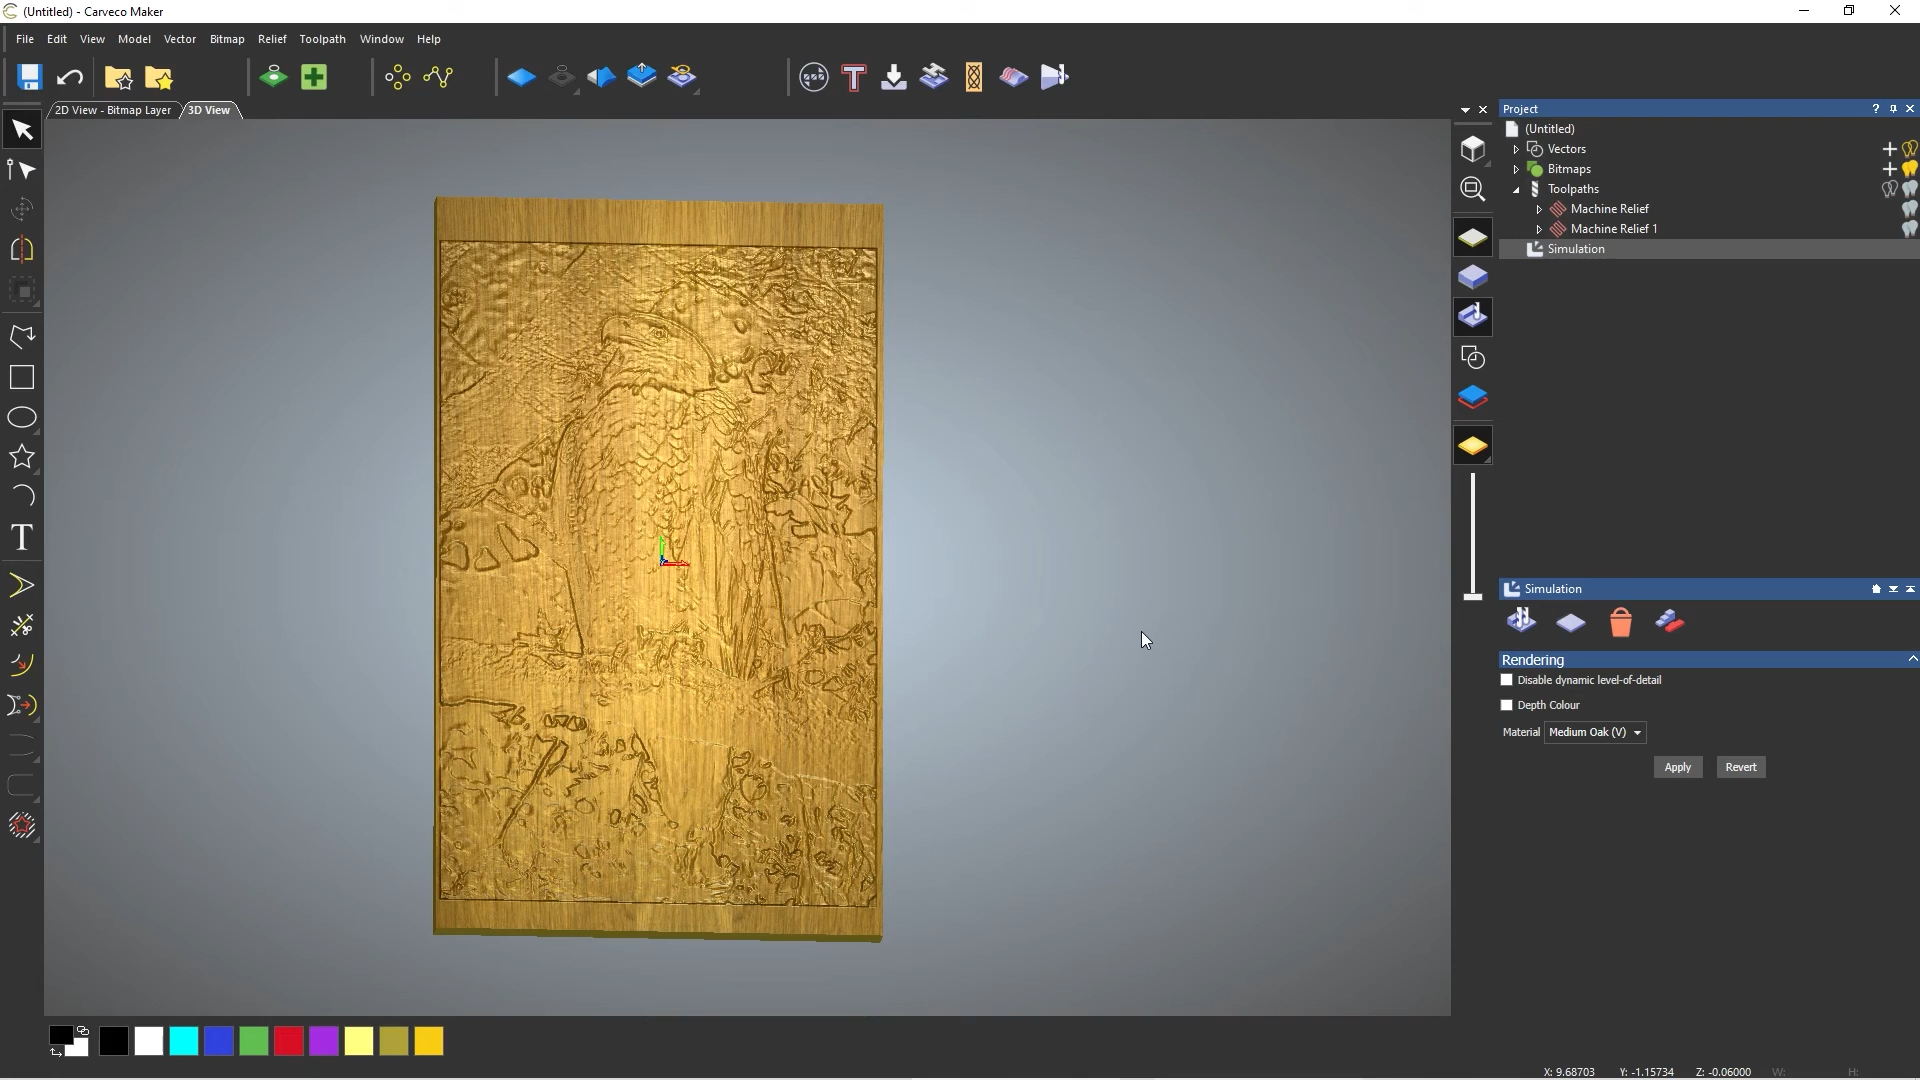 (Untitled) - Carveco Maker
File Edit View Model Vector Bitmap Relief Toolpath Window Help
2D View - Bitmap Layer 3D View
Project
(Untitled)
Vectors
Bitmaps
Toolpaths
Machine Relief
Machine Relief 1
Simulation
Simulation
Rendering
Disable dynamic level-of-detail
Depth Colour
Material Medium Oak (V)
Apply Revert
X: 9.68703 Y: -1.15734 Z: -0.06000 W: H: